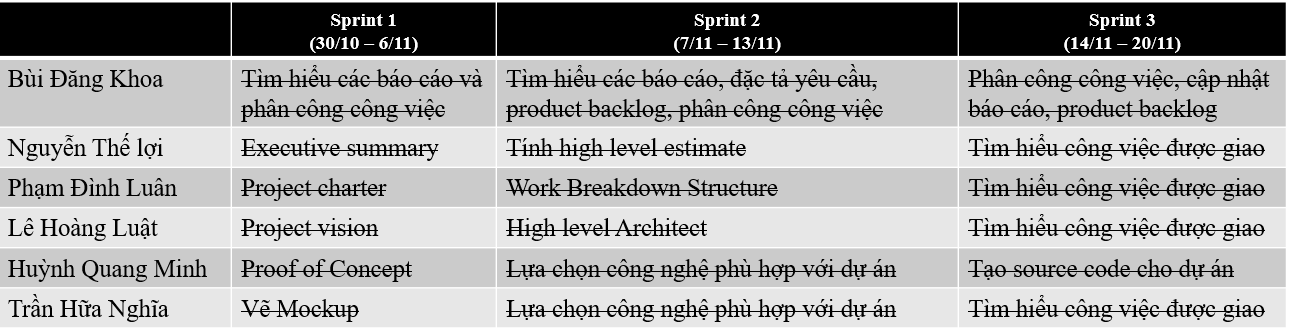 Sprint 1
(30/10 – 6/11)
Sprint 2
(7/11 – 13/11)
Sprint 3
(14/11 – 20/11)
Bùi Đăng Khoa
Tìm hiểu các báo cáo và
phân công công việc
Tìm hiểu các báo cáo, đặc tả yêu cầu,
product backlog, phân công công việc
Phân công công việc, cập nhật
báo cáo, product backlog
Nguyễn Thế lợi
Executive summary
Tính high level estimate
Tìm hiểu công việc được giao
Phạm Đình Luân
Project charter
Work Breakdown Structure
Tìm hiểu công việc được giao
Lê Hoàng Luật
Project vision
High level Architect
Tìm hiểu công việc được giao
Huỳnh Quang Minh
Proof of Concept
Lựa chọn công nghệ phù hợp với dự án
Tạo source code cho dự án
Trần Hữa Nghĩa
Vẽ Mockup
Lựa chọn công nghệ phù hợp với dự án
Tìm hiểu công việc được giao